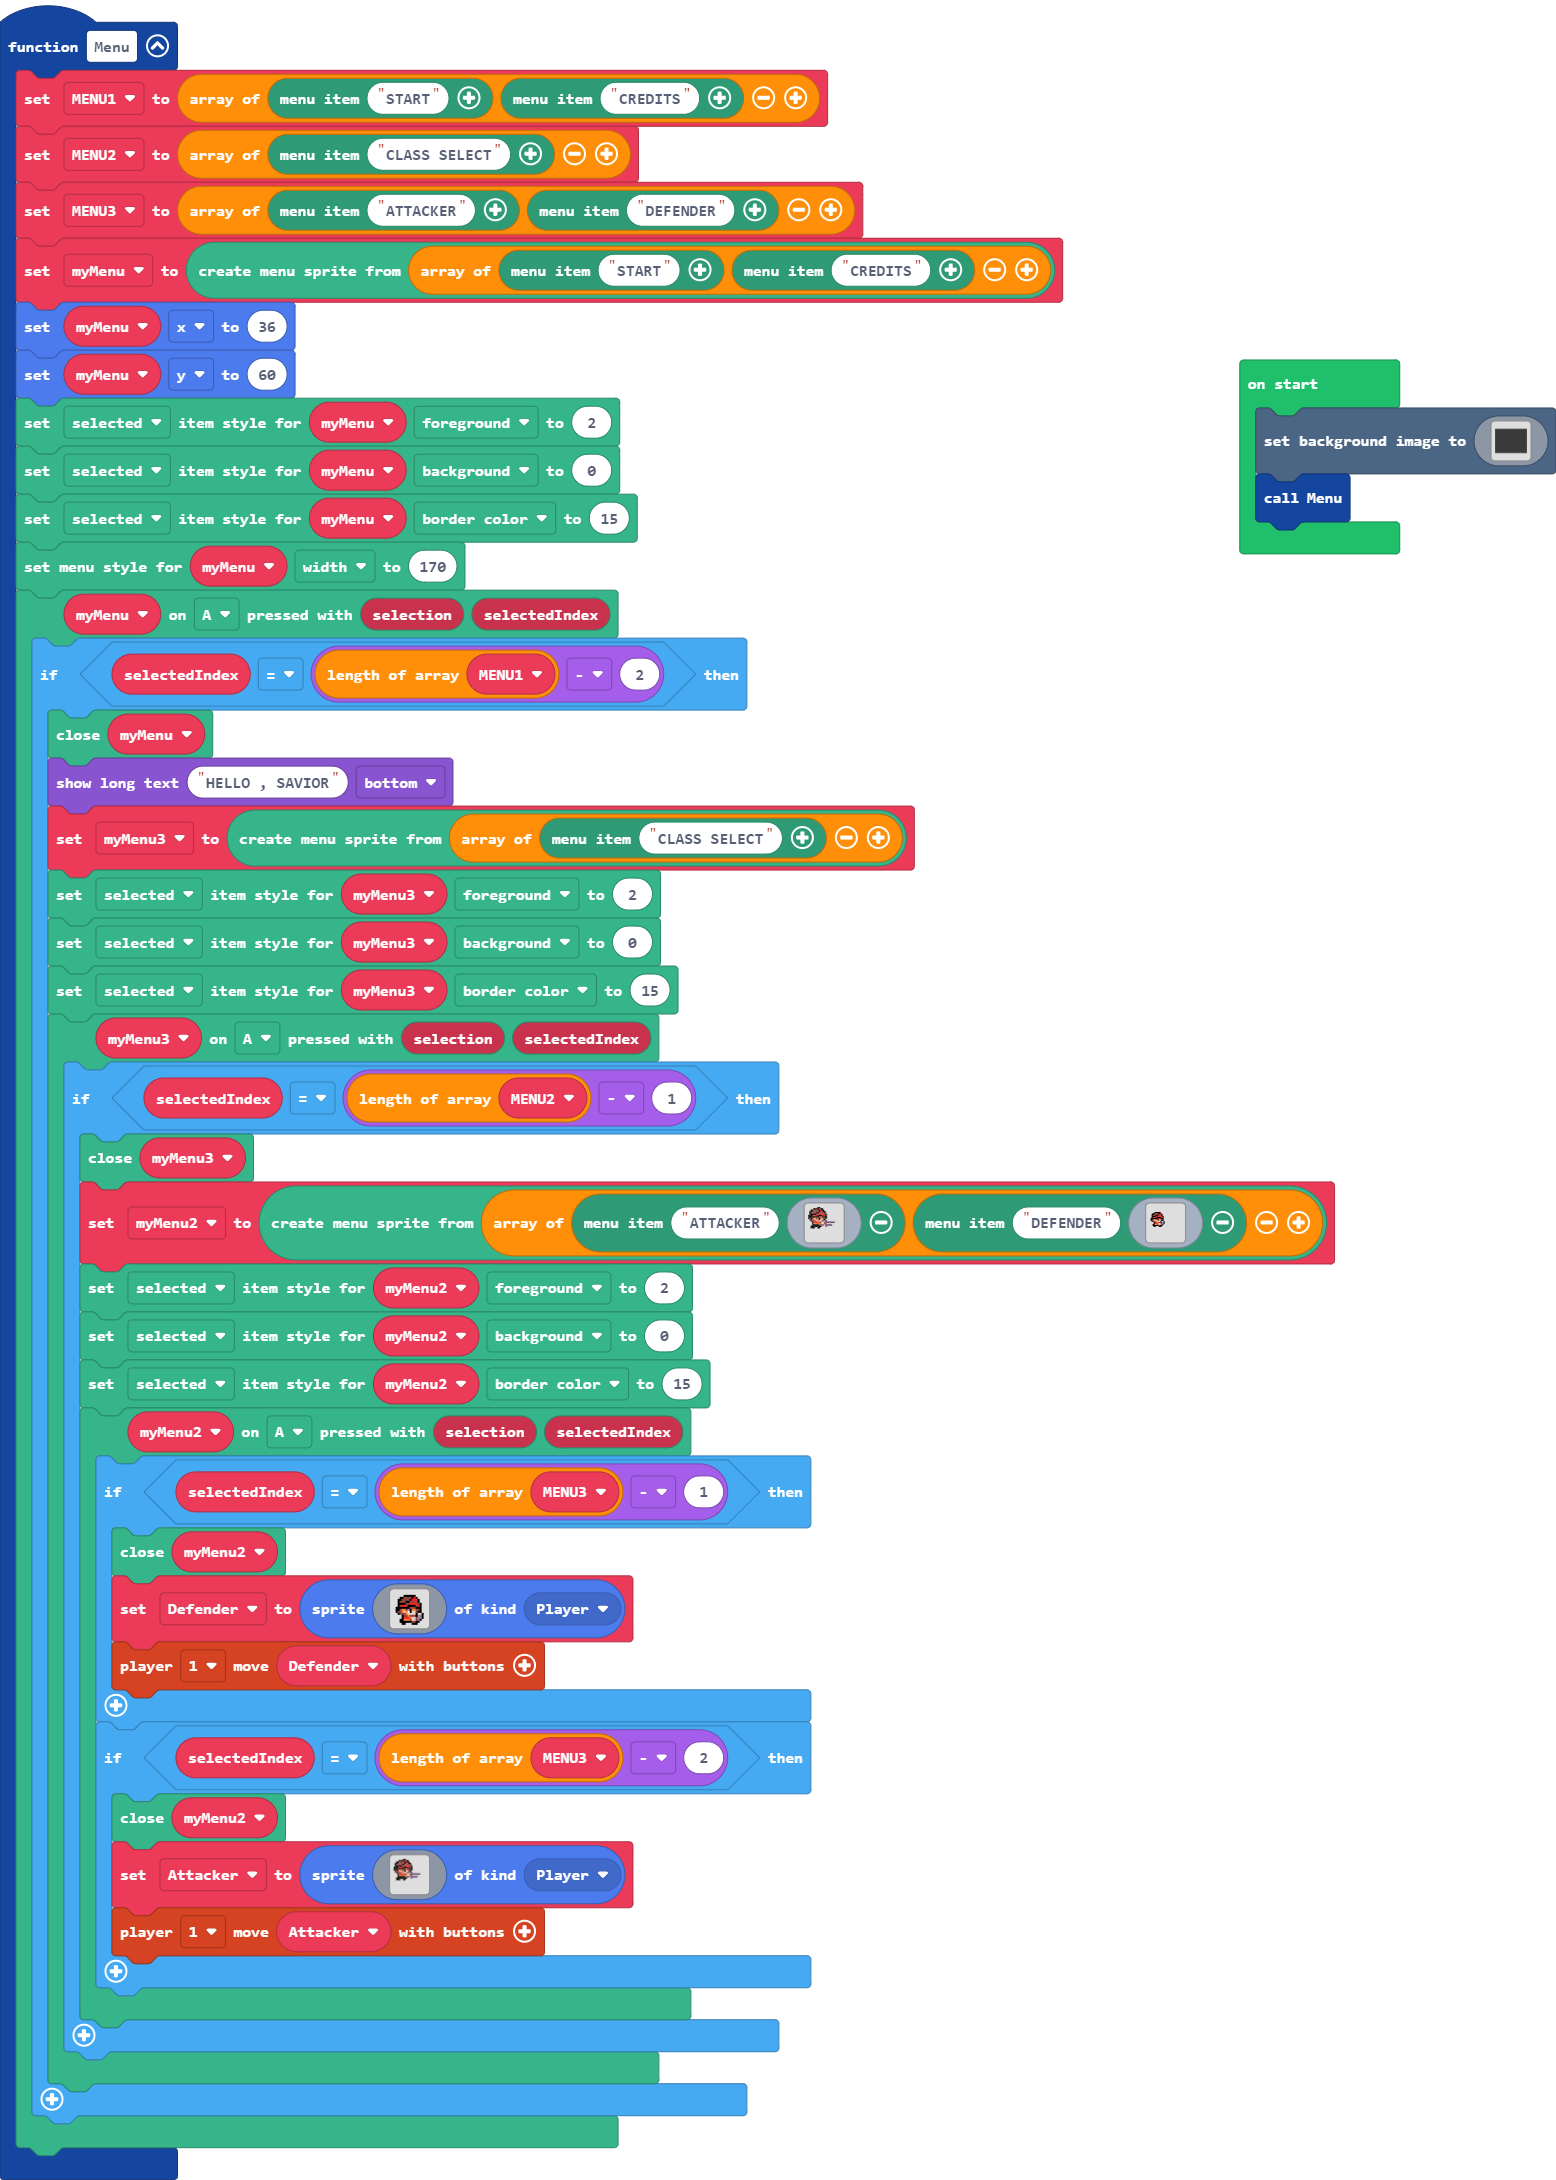 function Menu
set MENU1 to array of menu item "START" menu item "CREDITS"
set MENU2 to array of menu item "CLASS SELECT"
set MENU3 to array of menu item "ATTACKER" menu item "DEFENDER"
set myMenu to create menu sprite from array of menu item "START" menu item "CREDITS"
set myMenu x to 36
set myMenu y to 60
on start
set selected item style for myMenu foreground to 2
set background image to
set selected item style for myMenu background to 0
call Menu
set selected item style for myMenu border color to 15
set menu style for myMenu width to 170
myMenu on A pressed with selection selectedIndex
if selectedIndex = length of array MENU1 - 2 then
close myMenu
show long text "HELLO , SAVIOR" bottom
set myMenu3 to create menu sprite from array of menu item "CLASS SELECT"
set selected item style for myMenu3 foreground to 2
set selected item style for myMenu3 background to 0
set selected item style for myMenu3 border color to 15
myMenu3 on A pressed with selection selectedIndex
if selectedIndex = length of array MENU2 - 1 then
close myMenu3
set myMenu2 to create menu sprite from array of menu item "ATTACKER" menu item "DEFENDER"
set selected item style for myMenu2 foreground to 2
set selected item style for myMenu2 background to 0
set selected item style for myMenu2 border color to 15
myMenu2 on A pressed with selection selectedIndex
if selectedIndex = length of array MENU3 - 1 then
close myMenu2
set Defender to sprite of kind Player
player 1 move Defender with buttons
if selectedIndex = length of array MENU3 - 2 then
close myMenu2
set Attacker to sprite of kind Player
player 1 move Attacker with buttons